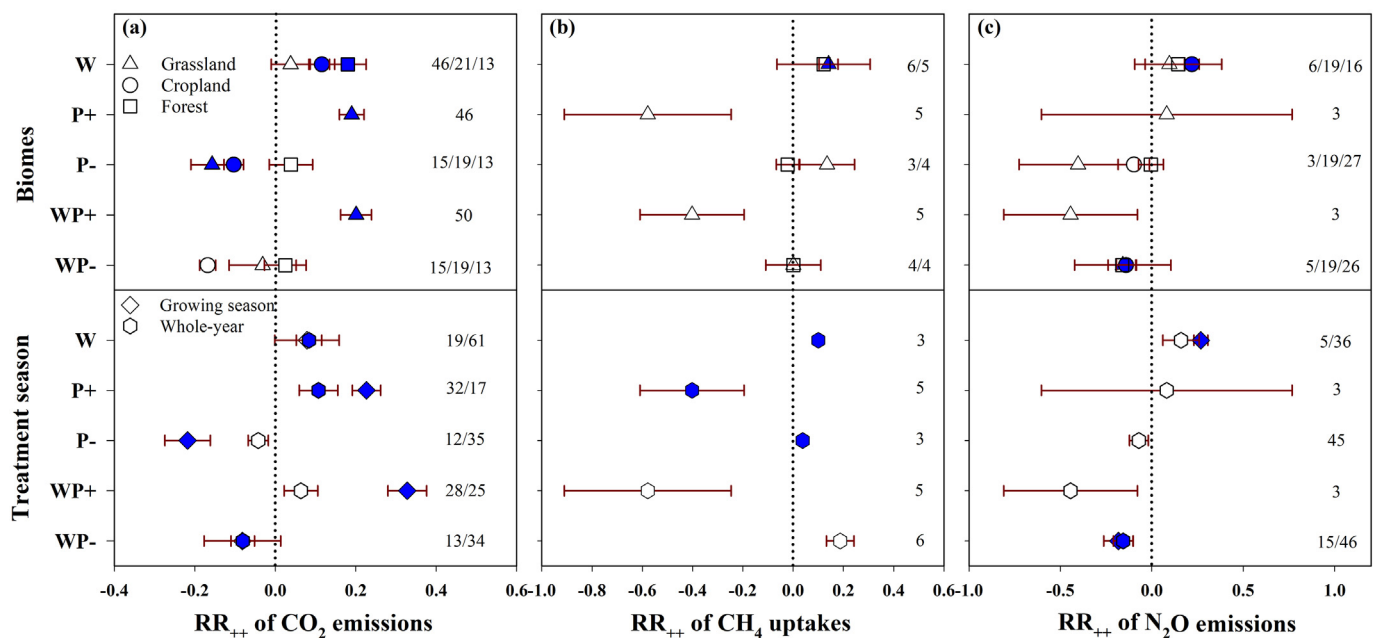 (a)
Grassland
Cropland
Forest
Biomes
W
P+
P-
WP+
WP-
46/21/13
46
15/19/13
50
15/19/13
Growing season
Whole-year
Treatment season
W
P+
P-
WP+
WP-
19/61
32/17
12/35
28/25
13/34
-0.4 -0.2 0.0 0.2 0.4 0.6
RR++ of CO2 emissions
(b)
6/5
5
3/4
5
4/4
3
5
3
5
6
-1.0 -0.8 -0.6 -0.4 -0.2 0.0 0.2 0.4 0.6
RR++ of CH4 uptakes
(c)
6/19/16
3
3/19/27
3
5/19/26
5/36
3
45
3
15/46
-1.0 -0.5 0.0 0.5 1.0
RR++ of N2O emissions